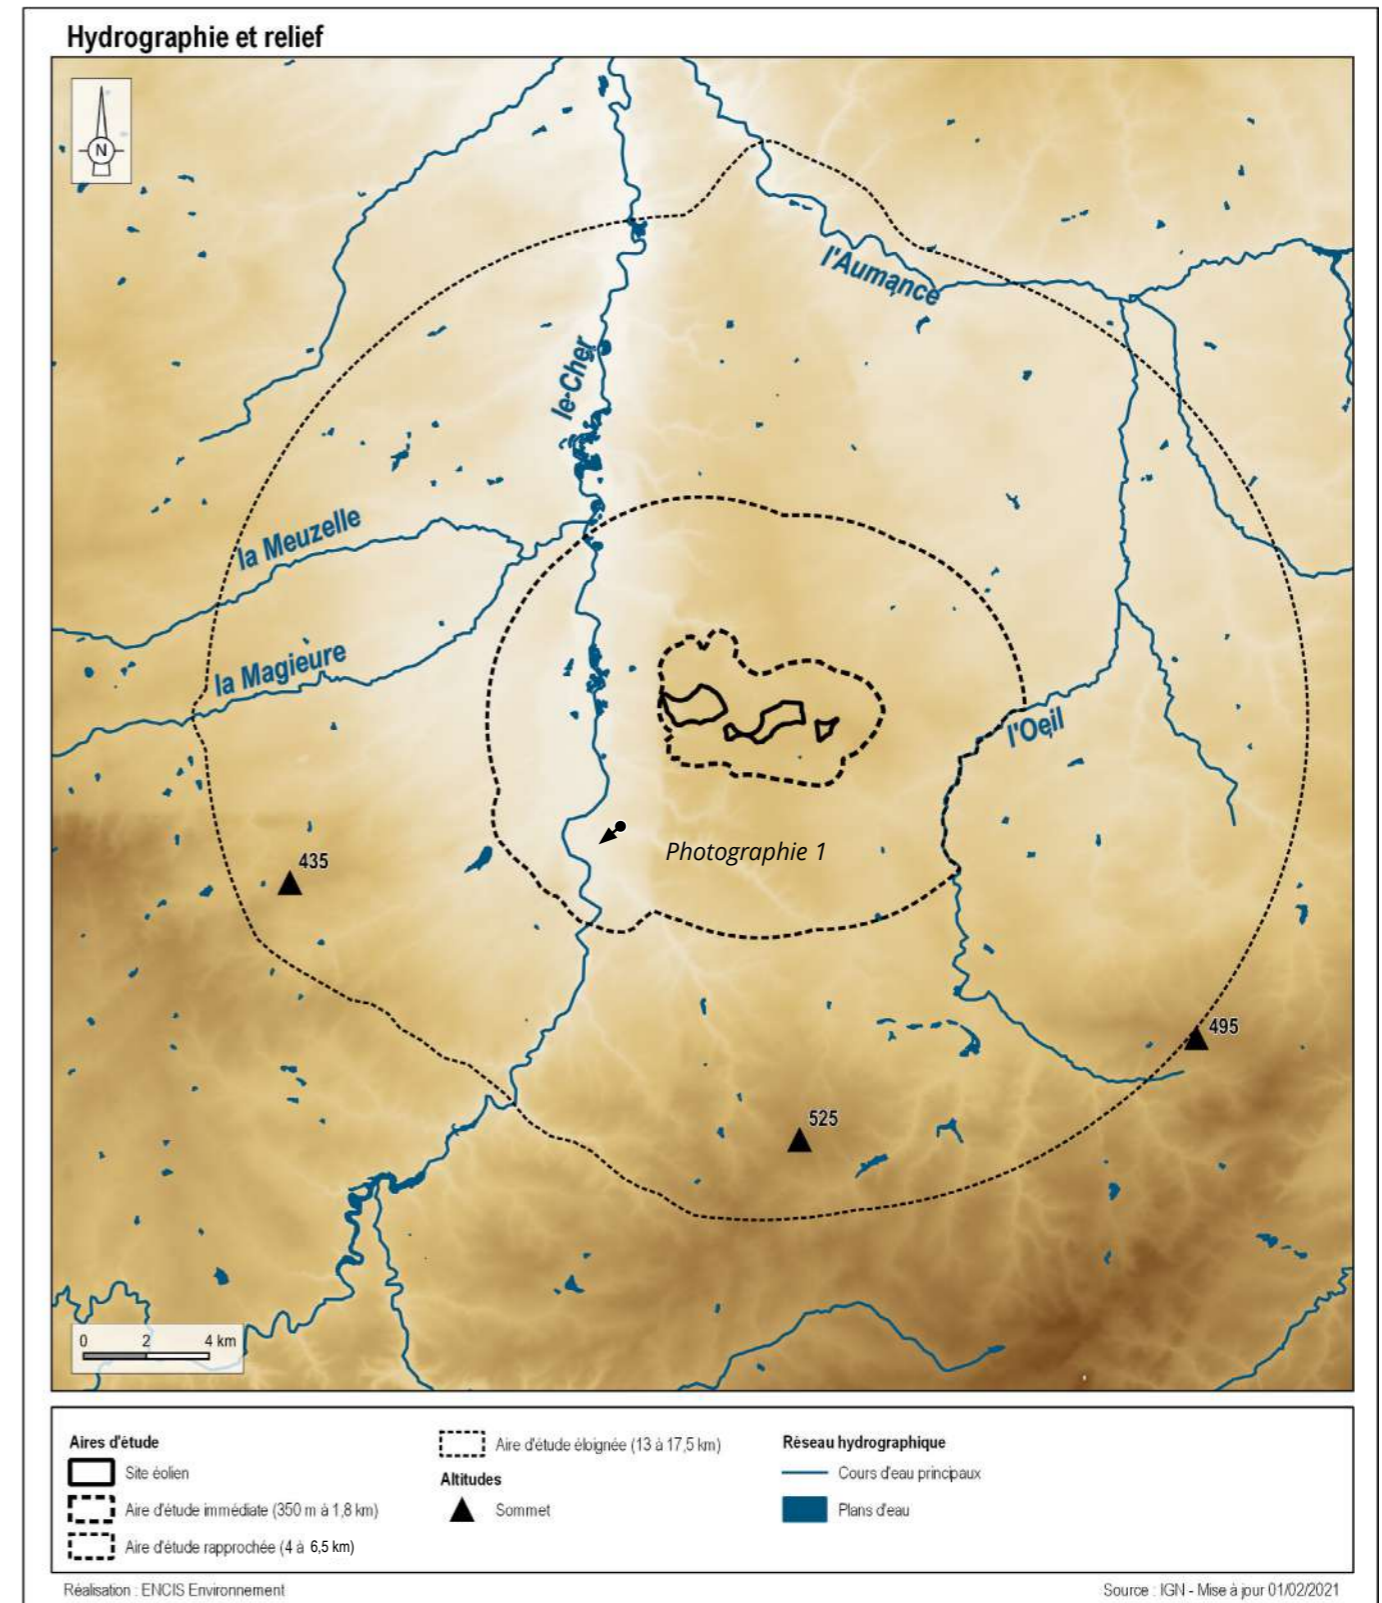 Hydrographie et relief
N
l'Aumance
le Cher
la Meuzelle
la Magieure
l'Oeil
Photographie 1
435
495
525
0 2 4 km
Aires d'étude
Site éolien
Aire d'étude immédiate (350 m à 1,8 km)
Aire d'étude rapprochée (4 à 6,5 km)
Aire d'étude éloignée (13 à 17,5 km)
Altitudes
Sommet
Réseau hydrographique
Cours d'eau principaux
Plans d'eau
Réalisation : ENCIS Environnement
Source : IGN - Mise à jour 01/02/2021